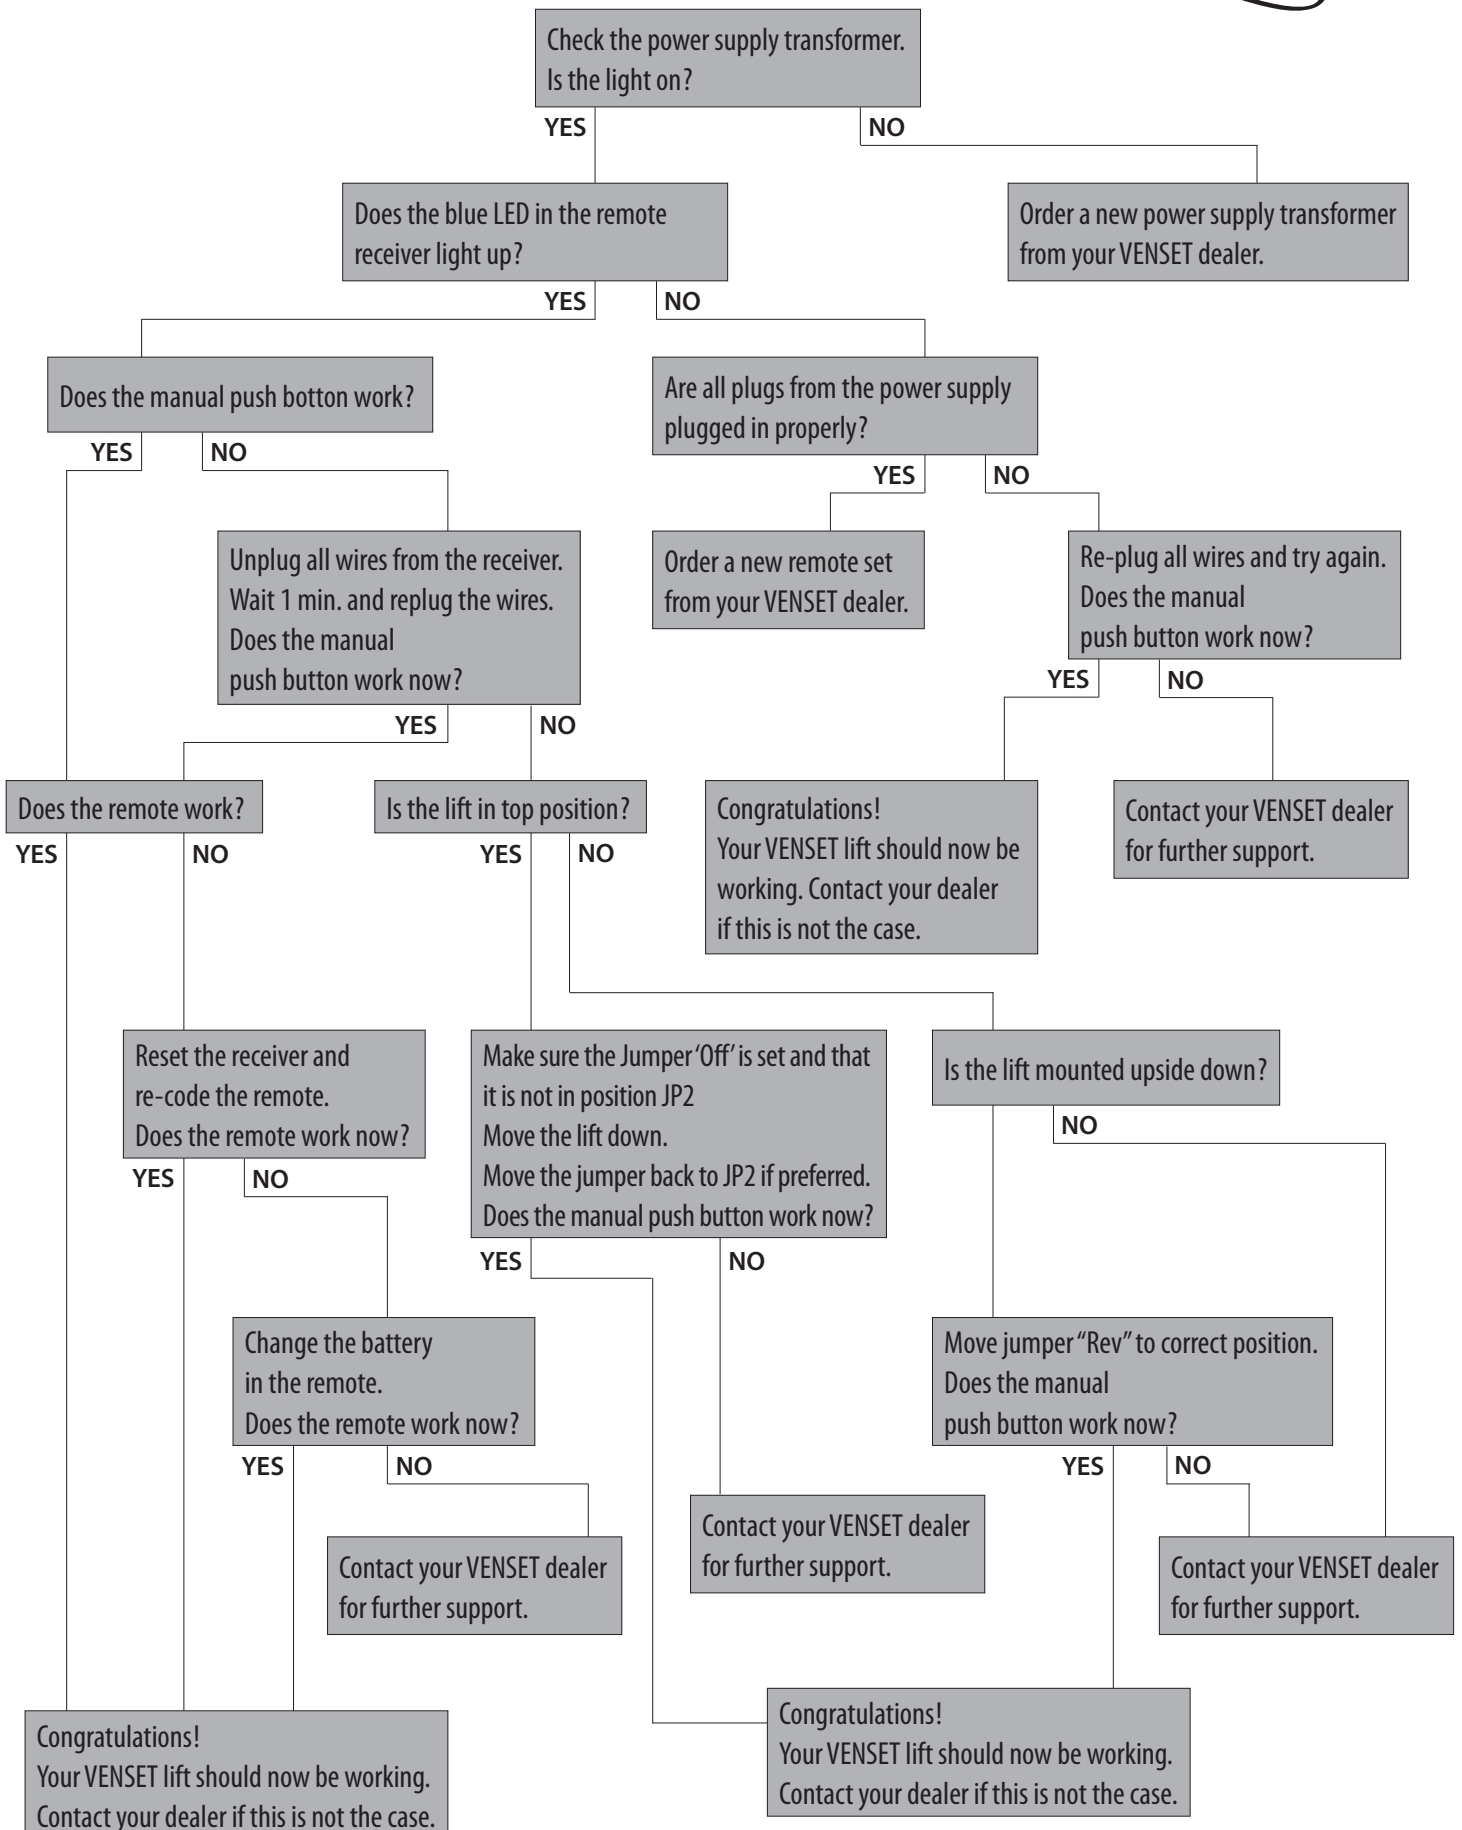 Check the power supply transformer.
Is the light on?
YES
NO
Does the blue LED in the remote
receiver light up?
Order a new power supply transformer
from your VENSET dealer.
YES
NO
Does the manual push botton work?
Are all plugs from the power supply
plugged in properly?
YES
NO
YES
NO
Unplug all wires from the receiver.
Wait 1 min. and replug the wires.
Does the manual
push button work now?
Order a new remote set
from your VENSET dealer.
Re-plug all wires and try again.
Does the manual
push button work now?
YES
NO
YES
NO
Does the remote work?
Is the lift in top position?
Congratulations!
Your VENSET lift should now be
working. Contact your dealer
if this is not the case.
Contact your VENSET dealer
for further support.
YES
NO
YES
NO
Reset the receiver and
re-code the remote.
Does the remote work now?
Make sure the Jumper ‘Off’ is set and that
it is not in position JP2
Move the lift down.
Move the jumper back to JP2 if preferred.
Does the manual push button work now?
Is the lift mounted upside down?
NO
YES
NO
YES
NO
Change the battery
in the remote.
Does the remote work now?
Move jumper “Rev” to correct position.
Does the manual
push button work now?
YES
NO
YES
NO
Contact your VENSET dealer
for further support.
Contact your VENSET dealer
for further support.
Contact your VENSET dealer
for further support.
Congratulations!
Your VENSET lift should now be working.
Contact your dealer if this is not the case.
Congratulations!
Your VENSET lift should now be working.
Contact your dealer if this is not the case.